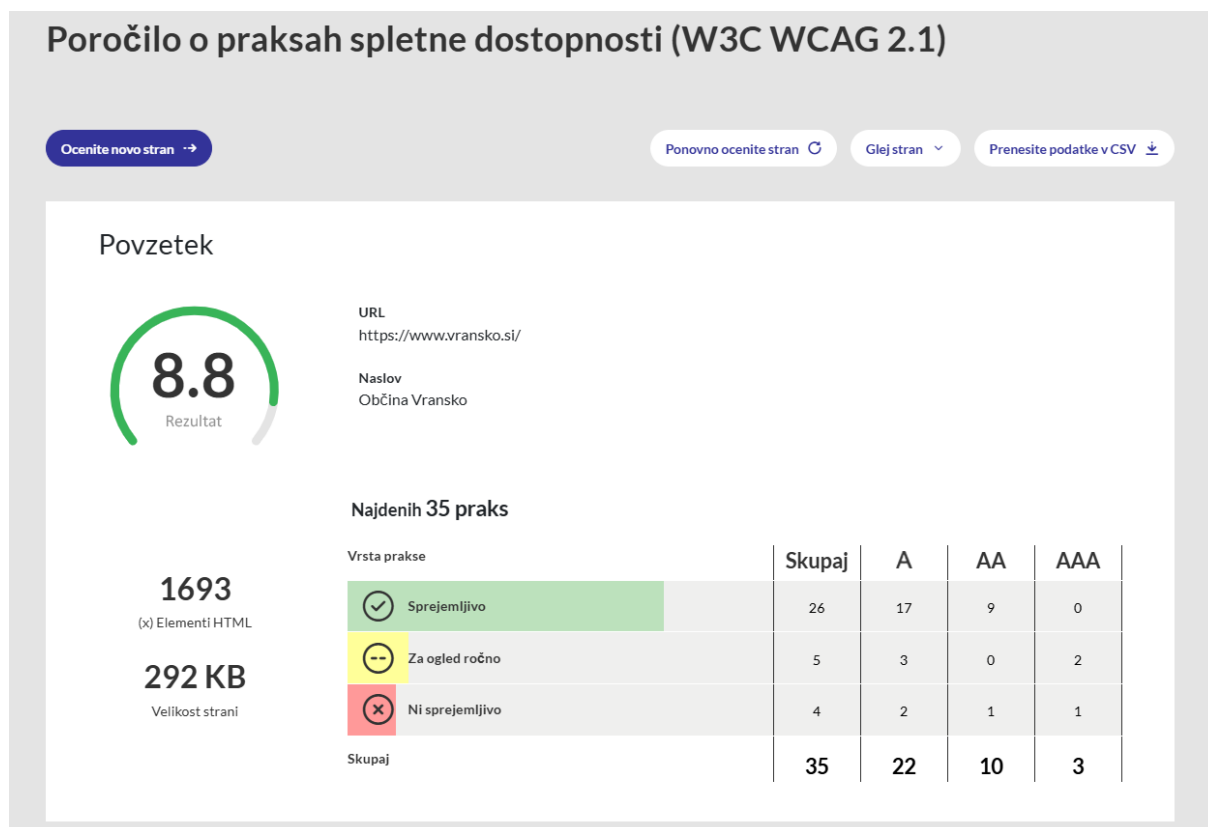 Poročilo o praksah spletne dostopnosti (W3C WCAG 2.1)
Ocenite novo stran
Ponovno ocenite stran
Glej stran
Prenesite podatke v CSV
Povzetek
8.8
Rezultat
URL
https://www.vransko.si/
Naslov
Občina Vransko
1693
(x) Elementi HTML
292 KB
Velikost strani
Najdenih 35 praks
Vrsta prakse Skupaj A AA AAA
Sprejemljivo 26 17 9 0
Za ogled ročno 5 3 0 2
Ni sprejemljivo 4 2 1 1
Skupaj 35 22 10 3